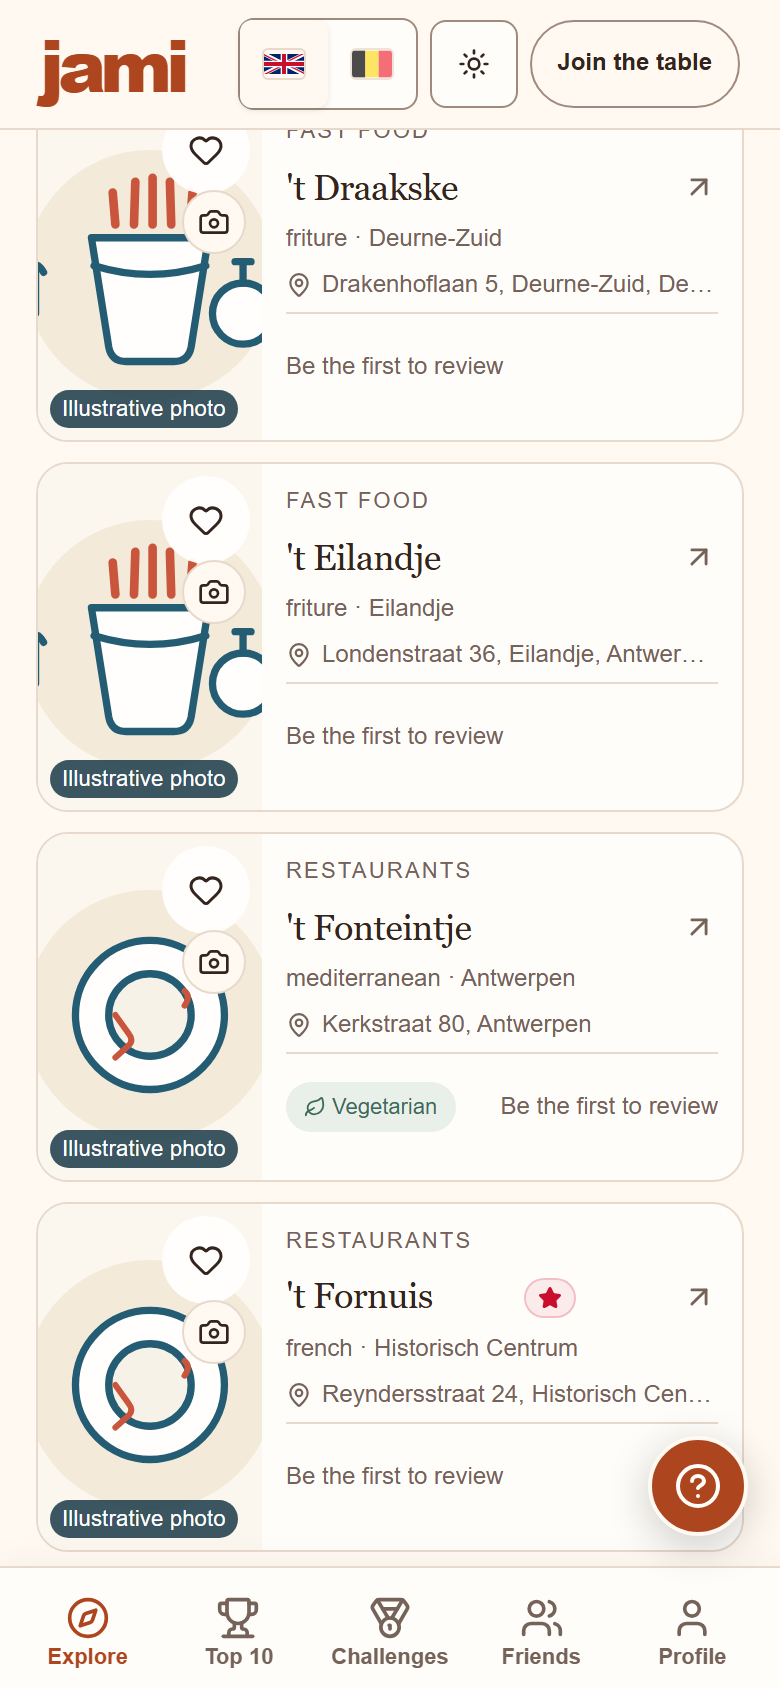 jami
Join the table
FAST FOOD
't Draakske
friture · Deurne-Zuid
Drakenhoflaan 5, Deurne-Zuid, De…
Be the first to review
Illustrative photo
FAST FOOD
't Eilandje
friture · Eilandje
Londenstraat 36, Eilandje, Antwer…
Be the first to review
Illustrative photo
RESTAURANTS
't Fonteintje
mediterranean · Antwerpen
Kerkstraat 80, Antwerpen
Vegetarian
Be the first to review
Illustrative photo
RESTAURANTS
't Fornuis
french · Historisch Centrum
Reyndersstraat 24, Historisch Cen…
Be the first to review
Illustrative photo
Explore
Top 10
Challenges
Friends
Profile